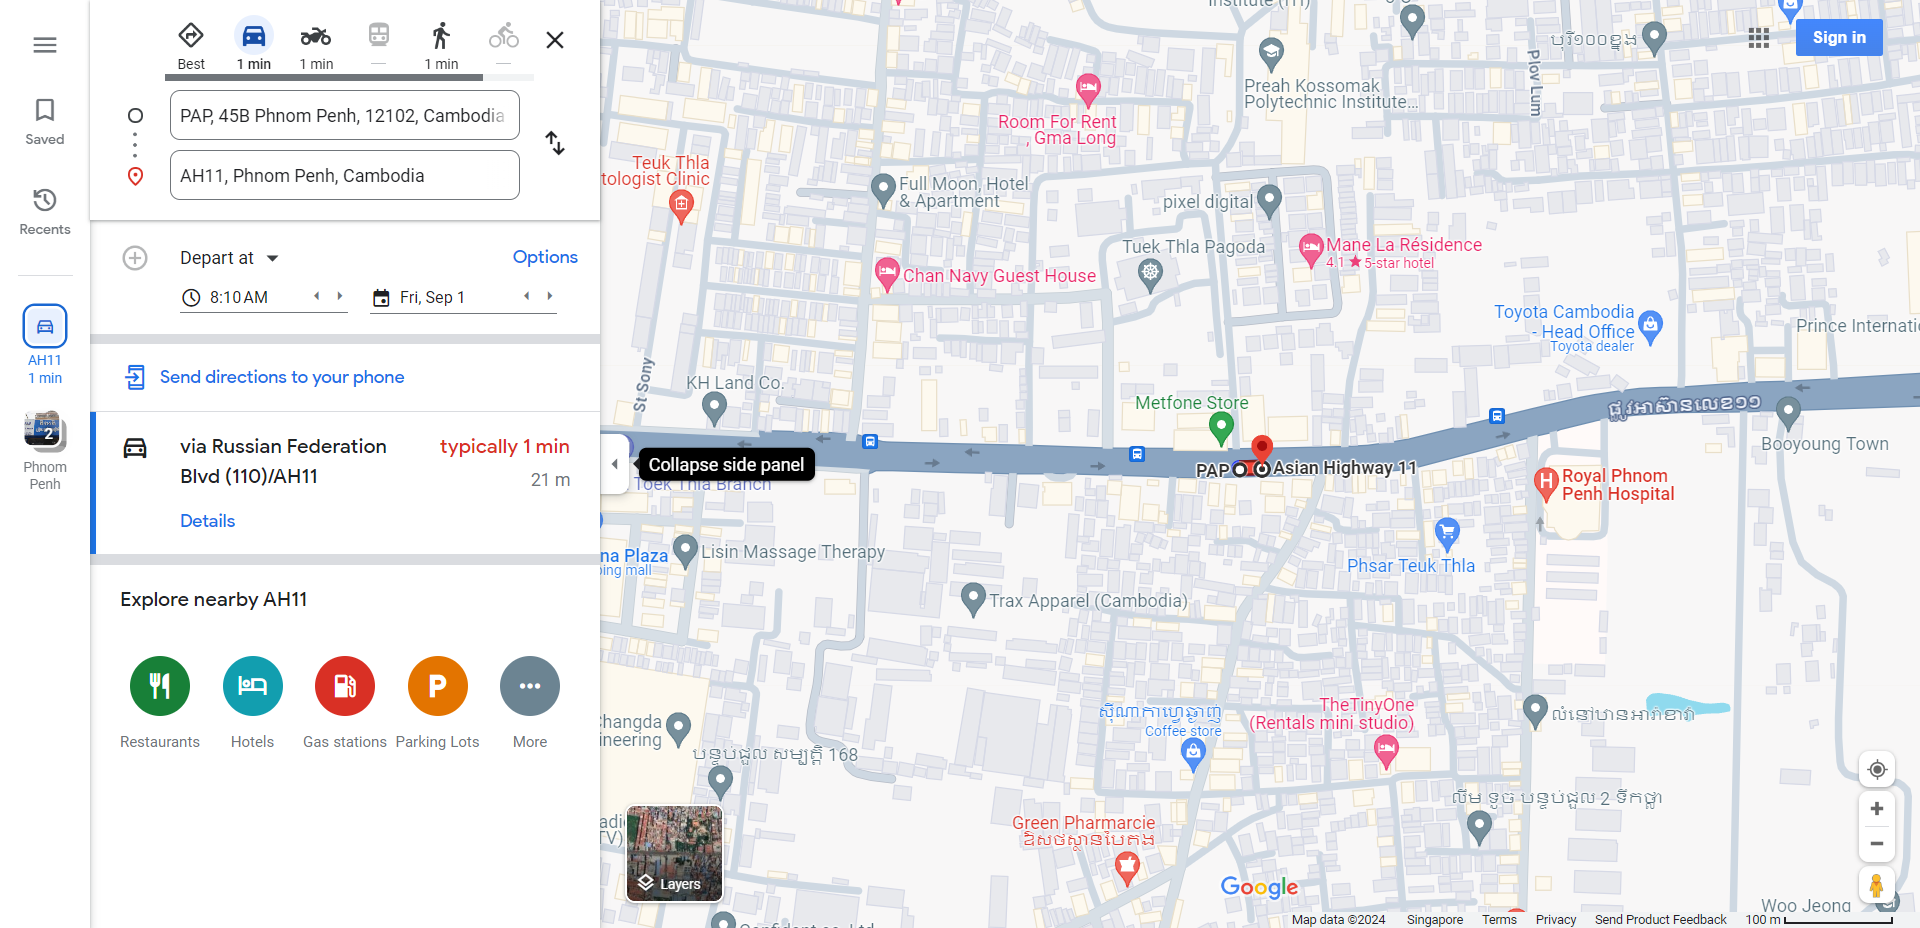 Best
1 min
1 min
—
1 min
—
Saved
Recents
AH11
1 min
2
Phnom
Penh
PAP, 45B Phnom Penh, 12102, Cambodia
AH11, Phnom Penh, Cambodia
Depart at
Options
8:10 AM
Fri, Sep 1
Send directions to your phone
via Russian Federation
Blvd (110)/AH11
typically 1 min
21 m
Details
Explore nearby AH11
Restaurants
Hotels
Gas stations
Parking Lots
More
Sign in
បុរី១០០ខ្នង
Plov Lum
Preah Kossomak
Polytechnic Institute...
Room For Rent
, Gma Long
Teuk Thla
tologist Clinic
Full Moon, Hotel
& Apartment
pixel digital
Tuek Thla Pagoda
Mane La Résidence
4.1 ★ 5-star hotel
Chan Navy Guest House
Toyota Cambodia
- Head Office
Toyota dealer
Prince Internati
St Sony
KH Land Co.
Metfone Store
ផ្លូវអាស៊ានលេខ១១
Booyoung Town
Collapse side panel
Toek Thla Branch
PAP
Asian Highway 11
Royal Phnom
Penh Hospital
na Plaza
ping mall
Lisin Massage Therapy
Phsar Teuk Thla
Trax Apparel (Cambodia)
Changda
ineering
បន្ទប់ជួល សម្បត្តិ 168
ស៊ីណាកាហ្វេឆ្ងាញ់
Coffee store
TheTinyOne
(Rentals mini studio)
លំនៅឋានអារ៉ាខាវ៉ា
លីម ទូច បន្ទប់ជួល 2 ទឹកថ្លា
Green Pharmarcie
ឱសថស្ថានបៃតង
TV)
Layers
Google
Woo Jeong
Map data ©2024
Singapore
Terms
Privacy
Send Product Feedback
100 m